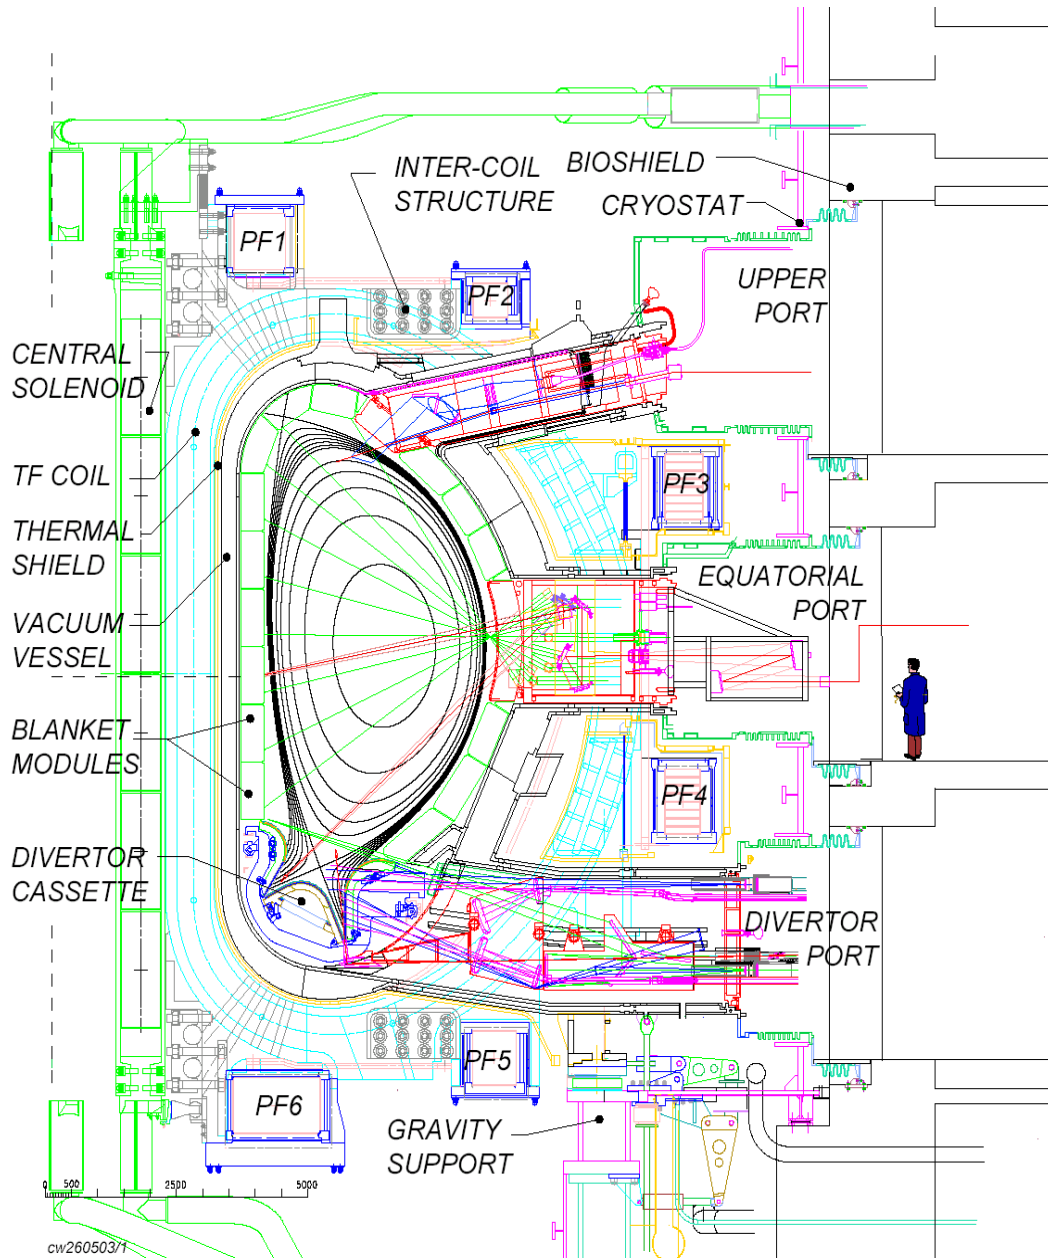 INTER-COIL
STRUCTURE
BIOSHIELD
CRYOSTAT
PF1
PF2
UPPER
PORT
CENTRAL
SOLENOID
TF COIL
PF3
THERMAL
SHIELD
EQUATORIAL
PORT
VACUUM
VESSEL
BLANKET
MODULES
PF4
DIVERTOR
CASSETTE
DIVERTOR
PORT
PF5
PF6
GRAVITY
SUPPORT
0 500 2500 5000
cw260503/1